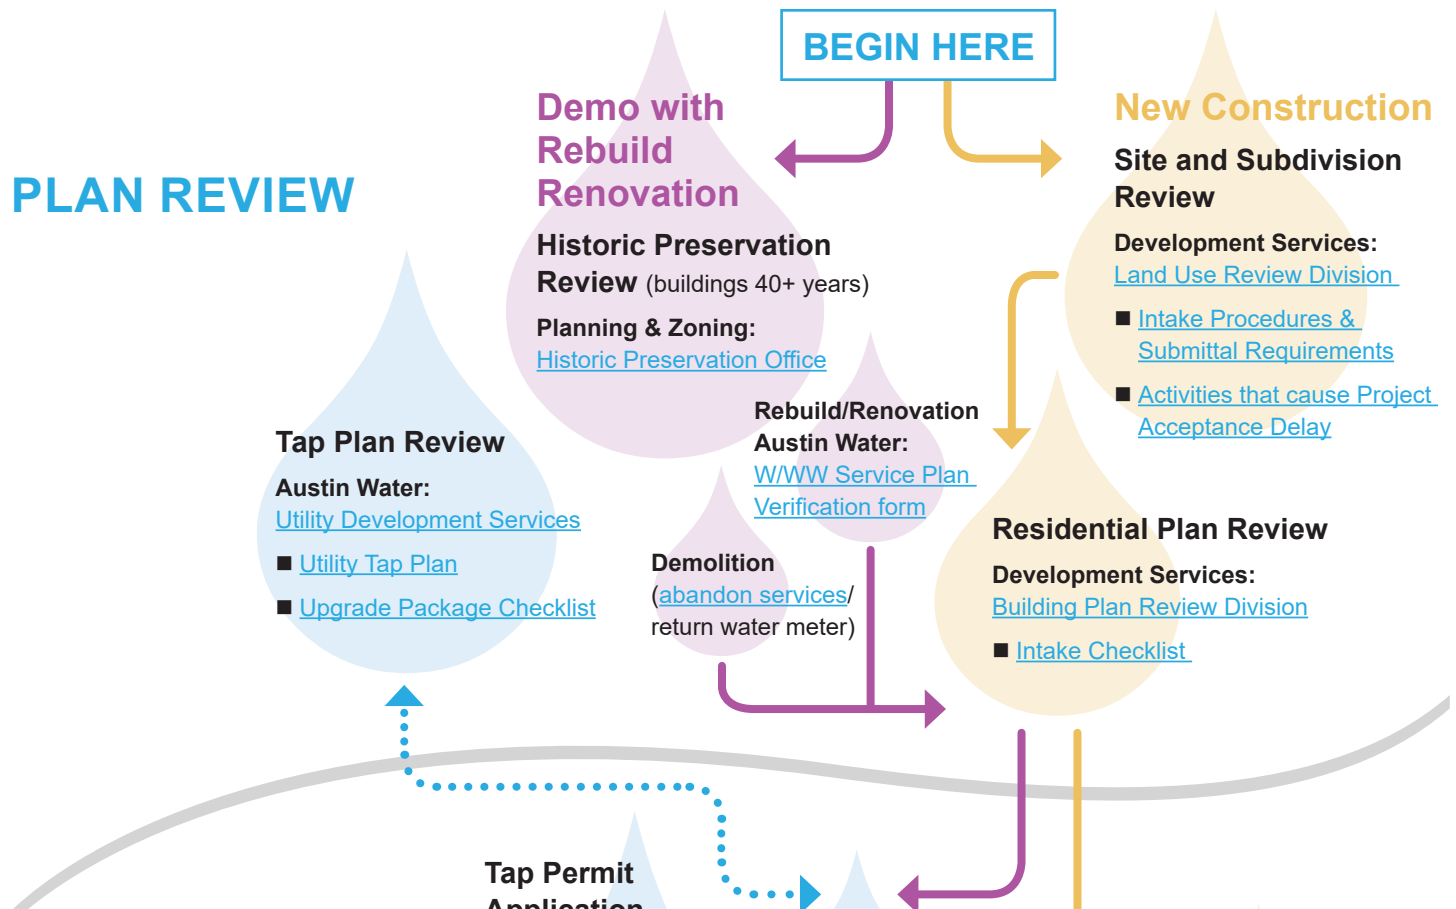 BEGIN HERE
PLAN REVIEW
Demo with
Rebuild
Renovation
Historic Preservation
Review (buildings 40+ years)
Planning & Zoning:
Historic Preservation Office
New Construction
Site and Subdivision
Review
Development Services:
Land Use Review Division
■ Intake Procedures &
Submittal Requirements
■ Activities that cause Project
Acceptance Delay
Tap Plan Review
Austin Water:
Utility Development Services
■ Utility Tap Plan
■ Upgrade Package Checklist
Rebuild/Renovation
Austin Water:
W/WW Service Plan
Verification form
Demolition
(abandon services/
return water meter)
Residential Plan Review
Development Services:
Building Plan Review Division
■ Intake Checklist
Tap Permit
Application